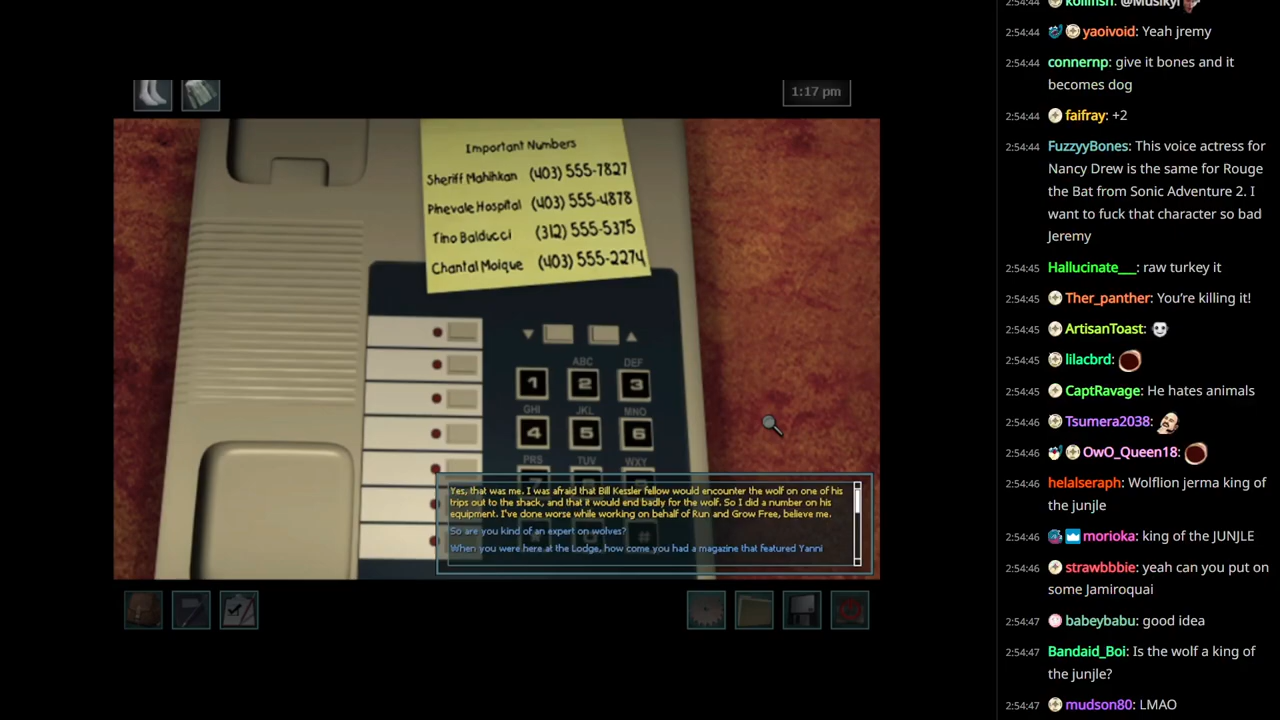 1:17 pm
Important Numbers
Sheriff Mahihkan (403) 555-7827
Pinevale Hospital (403) 555-4878
Tino Balducci (312) 555-5375
Chantal Moique (403) 555-2274
ABC DEF
1 2 3
GHI JKL MNO
4 5 6
PRS TUV WXY
Yes, that was me. I was afraid that Bill Kessler fellow would encounter the wolf on one of his
trips out to the shack, and that it would end badly for the wolf. So I did a number on his
equipment. I've done worse while working on behalf of Run and Grow Free, believe me.
So are you kind of an expert on wolves?
When you were here at the Lodge, how come you had a magazine that featured Yanni
2:54:44
2:54:44 yaoivoid: Yeah jremy
2:54:44 connernp: give it bones and it
becomes dog
2:54:44 faifray: +2
2:54:44 FuzzyyBones: This voice actress for
Nancy Drew is the same for Rouge
the Bat from Sonic Adventure 2. I
want to fuck that character so bad
Jeremy
2:54:45 Hallucinate___: raw turkey it
2:54:45 Ther_panther: You're killing it!
2:54:45 ArtisanToast:
2:54:45 lilacbrd:
2:54:45 CaptRavage: He hates animals
2:54:46 Tsumera2038:
2:54:46 OwO_Queen18:
2:54:46 helalseraph: Wolflion jerma king of
the junjle
2:54:46 morioka: king of the JUNJLE
2:54:46 strawbbbie: yeah can you put on
some Jamiroquai
2:54:47 babeybabu: good idea
2:54:47 Bandaid_Boi: Is the wolf a king of
the junjle?
2:54:47 mudson80: LMAO